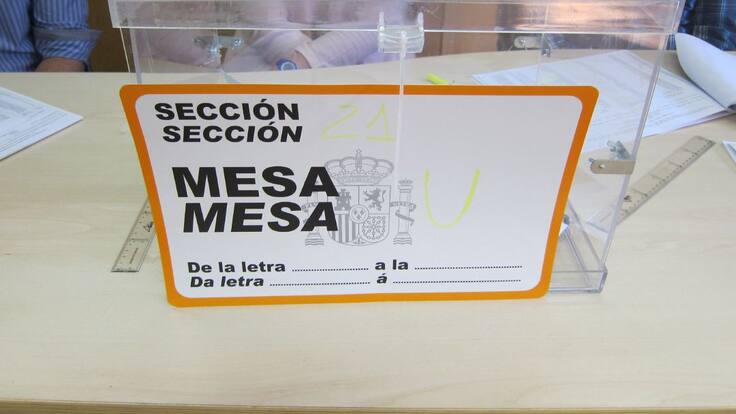 SECCIÓN 21
SECCIÓN
MESA U
MESA
De la letra ........................ a la ..................................
Da letra ................................ á ........................................